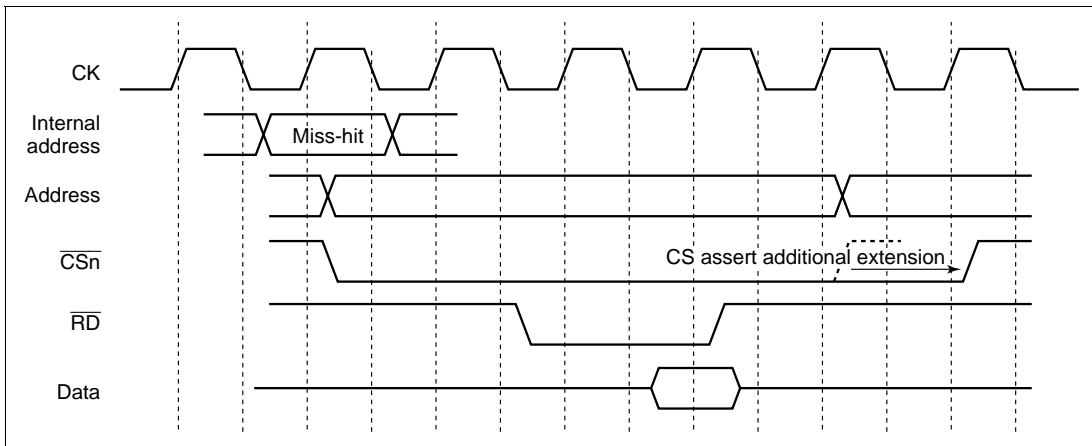 CK
Internal
address
Miss-hit
Address
CSn
CS assert additional extension
RD
Data